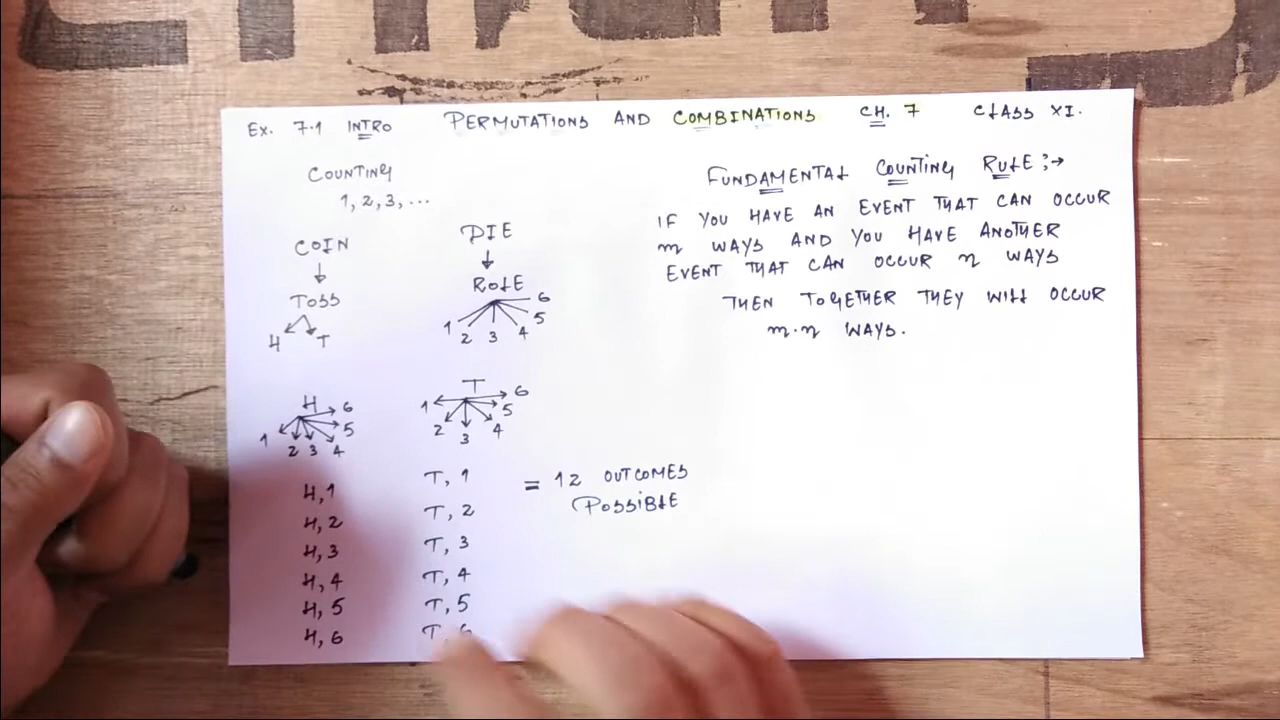 Ex. 7.1 INTRO PERMUTATIONS AND COMBINATIONS CH. 7 CLASS XI.
COUNTING
1, 2, 3, ...
COIN
↓
TOSS
H T
DIE
↓
ROLE
1 2 3 4 5 6
H
1 2 3 4 5 6
T
1 2 3 4 5 6
H, 1
H, 2
H, 3
H, 4
H, 5
H, 6
T, 1
T, 2
T, 3
T, 4
T, 5
T, 6
= 12 OUTCOMES
POSSIBLE
FUNDAMENTAL COUNTING RULE :→
IF YOU HAVE AN EVENT THAT CAN OCCUR
m WAYS AND YOU HAVE ANOTHER
EVENT THAT CAN OCCUR n WAYS
THEN TOGETHER THEY WILL OCCUR
m·n WAYS.